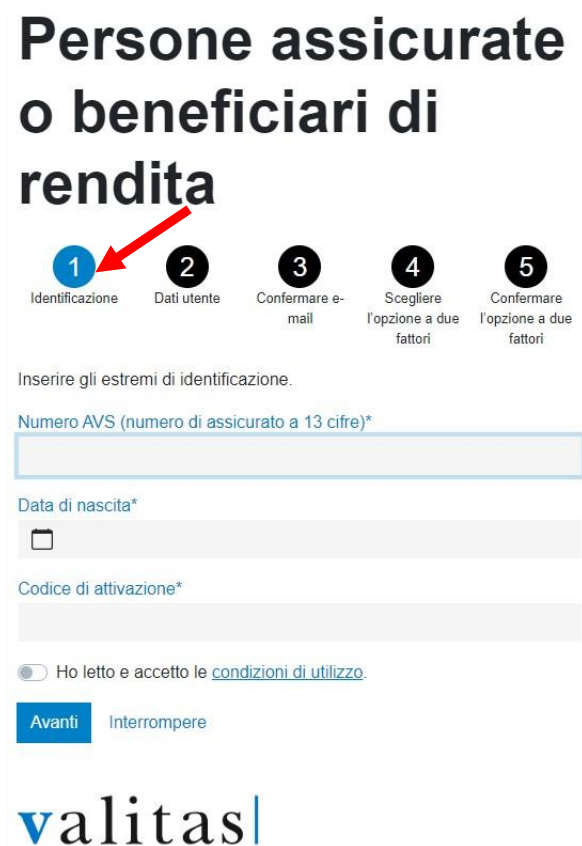 Persone assicurate
o beneficiari di
rendita
1 2 3 4 5
Identificazione Dati utente Confermare e- Scegliere Confermare
mail l'opzione a due l'opzione a due
fattori fattori
Inserire gli estremi di identificazione.
Numero AVS (numero di assicurato a 13 cifre)*
Data di nascita*
Codice di attivazione*
Ho letto e accetto le condizioni di utilizzo.
Avanti Interrompere
valitas